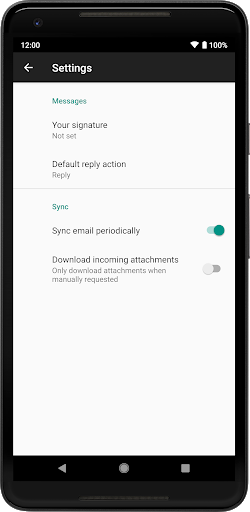 12:00
100%
Settings
Messages
Your signature
Not set
Default reply action
Reply
Sync
Sync email periodically
Download incoming attachments
Only download attachments when
manually requested